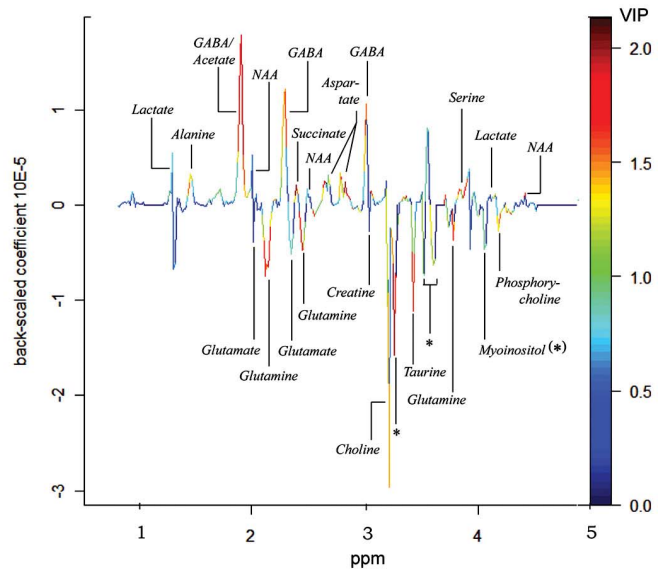 VIP
GABA/
Acetate
NAA
GABA
GABA
Aspar-
tate
Lactate
Alanine
Succinate
NAA
Serine
Lactate
NAA
Creatine
Phosphory-
choline
Glutamate
Glutamine
Glutamate
Glutamine
Choline
*
Taurine
*
Glutamine
Myoinositol (*)
back-scaled coefficient 10E-5
1
0
-1
-2
-3
1
2
3
4
5
ppm
2.0
1.5
1.0
0.5
0.0